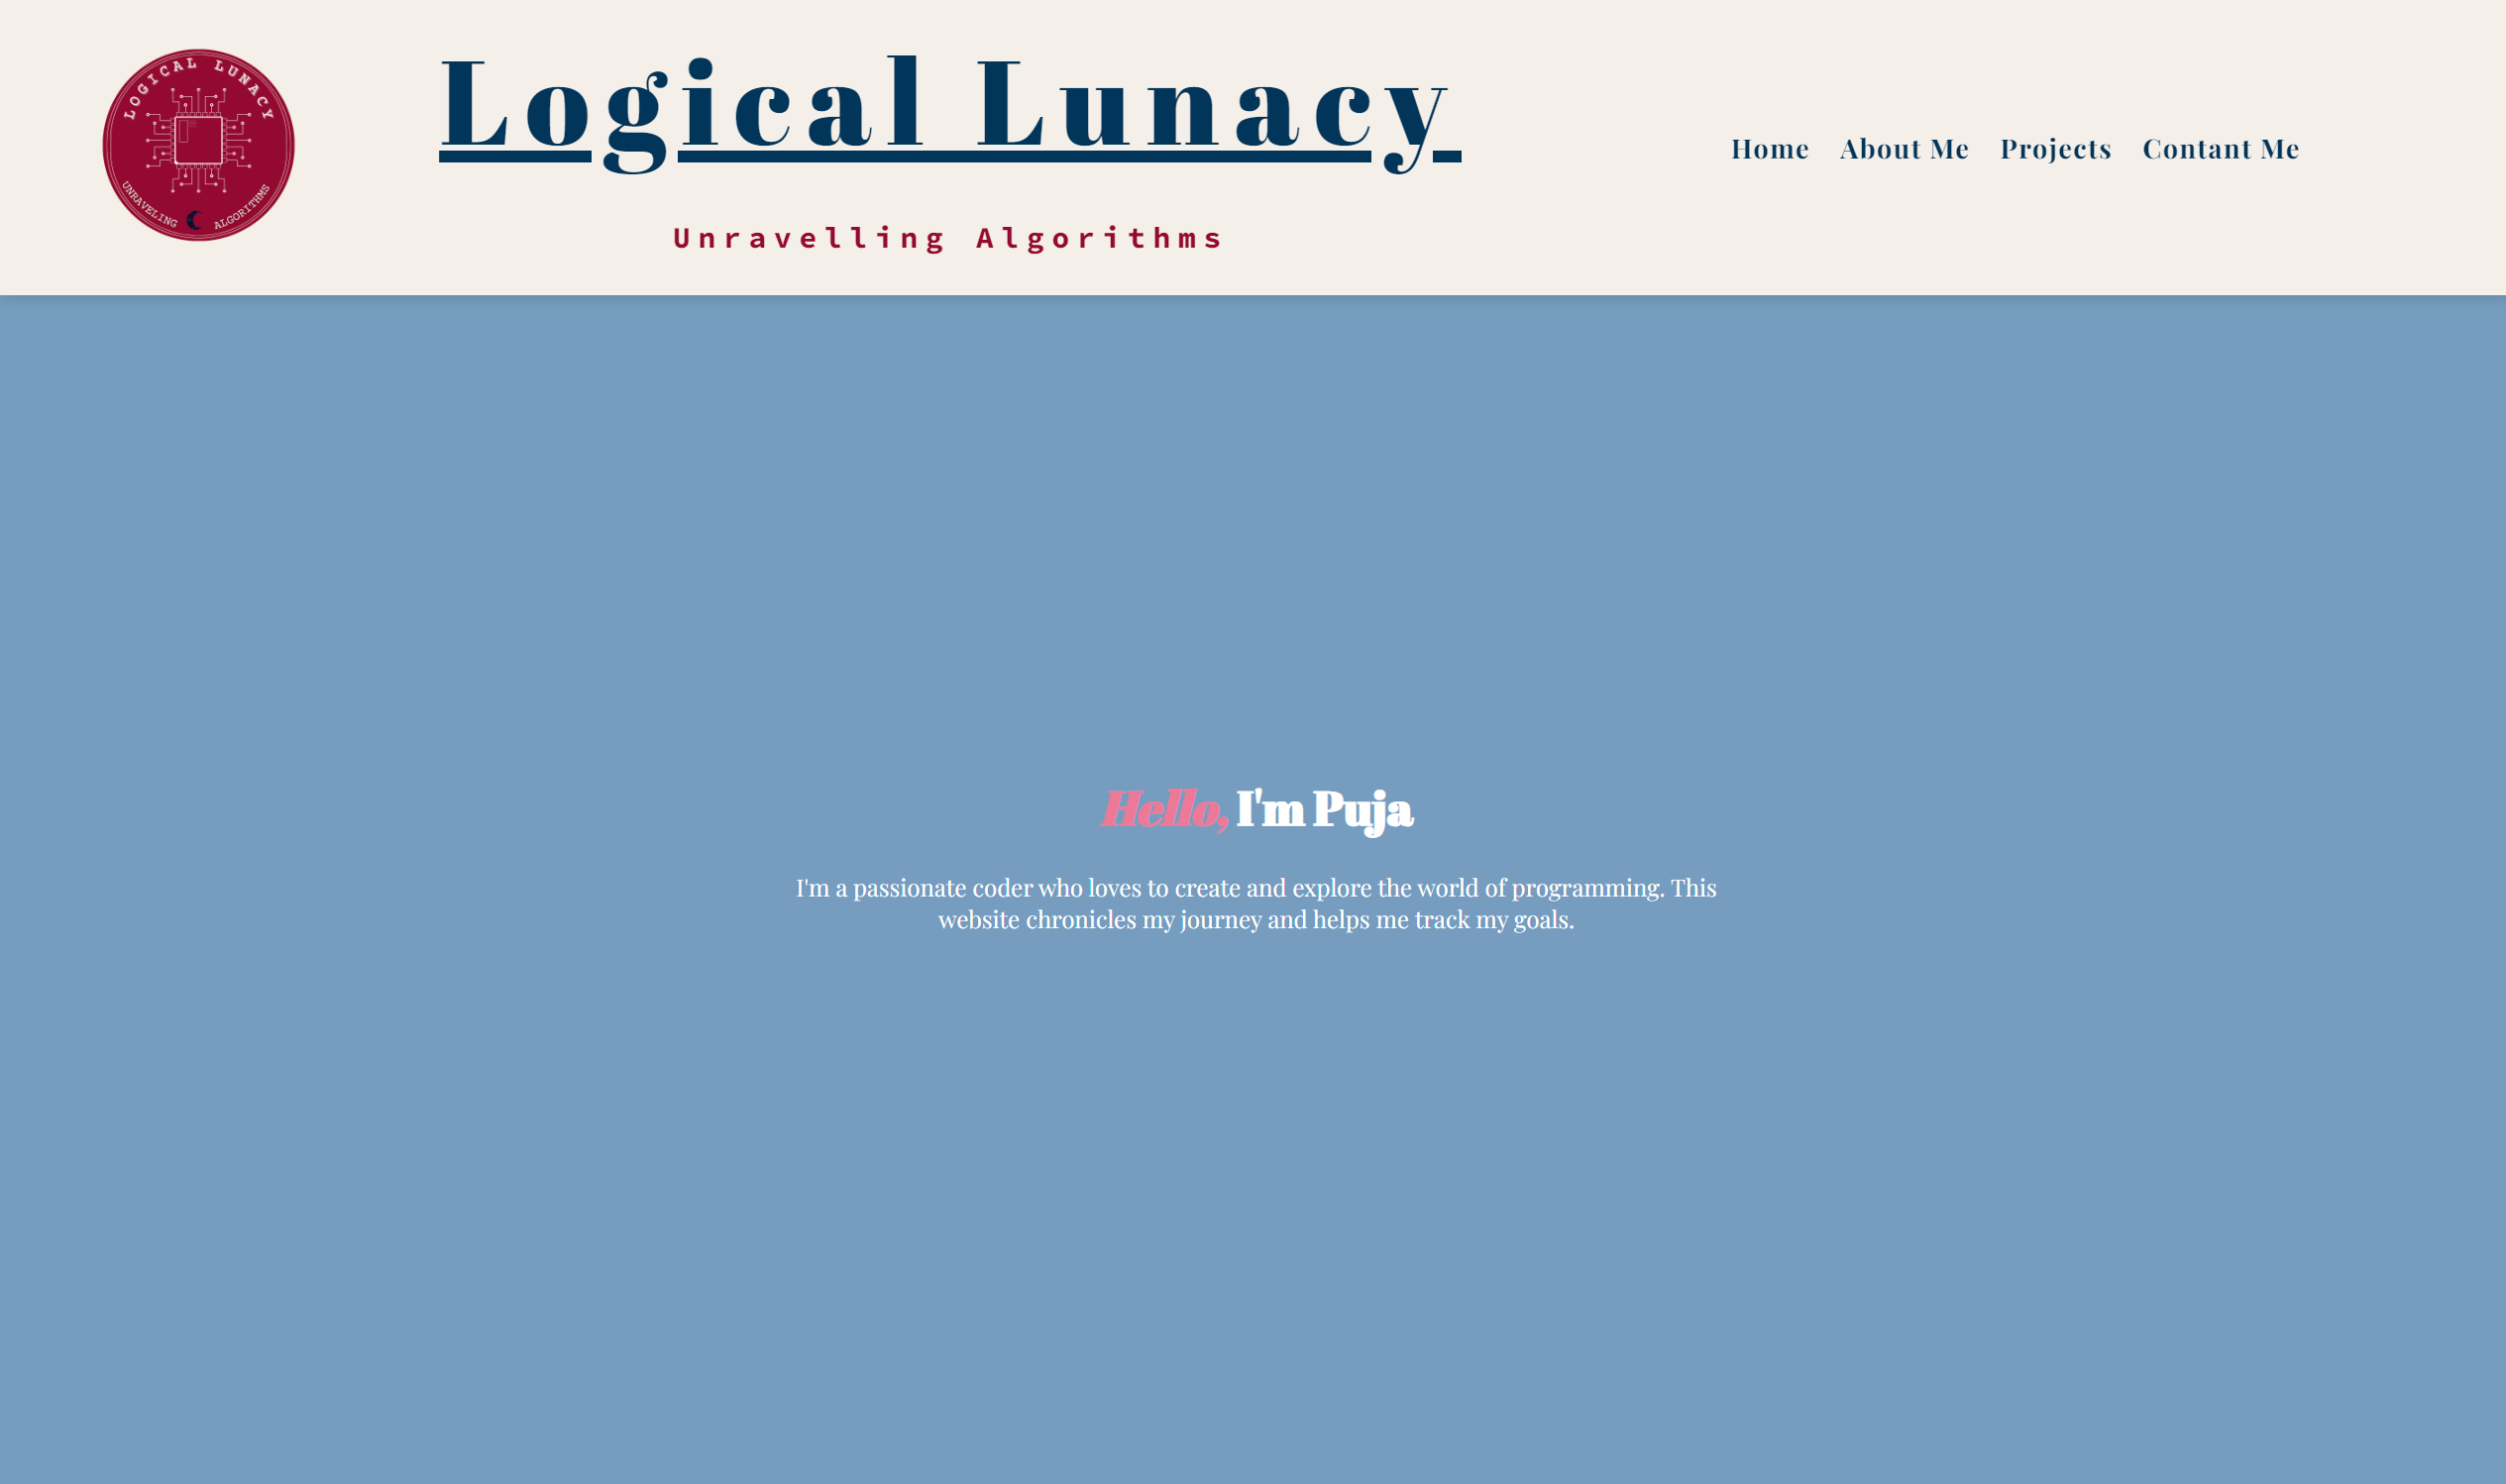 LOGICAL LUNACY
UNRAVELING ALGORITHMS
Logical Lunacy
Unravelling Algorithms
Home About Me Projects Contant Me
Hello, I'm Puja
I'm a passionate coder who loves to create and explore the world of programming. This
website chronicles my journey and helps me track my goals.